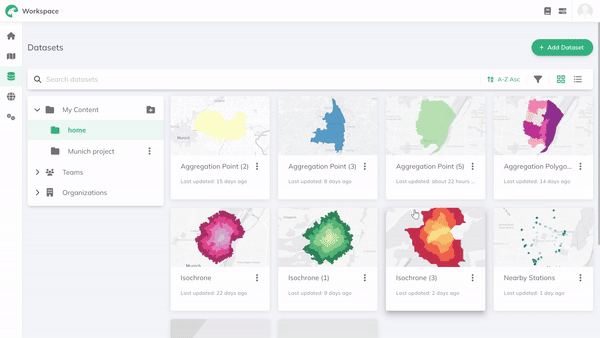 Workspace
Datasets
+ Add Dataset
Search datasets
A-Z Asc
My Content
home
Munich project
Teams
Organizations
Aggregation Point (2)
Last updated: 15 days ago
Aggregation Point (3)
Last updated: 8 days ago
Aggregation Point (5)
Last updated: about 22 hours ...
Aggregation Polygo...
Last updated: 14 days ago
Munich
Isochrone
Last updated: 22 days ago
Isochrone (1)
Last updated: 9 days ago
Isochrone (3)
Last updated: 2 days ago
Nearby Stations
Last updated: 1 day ago